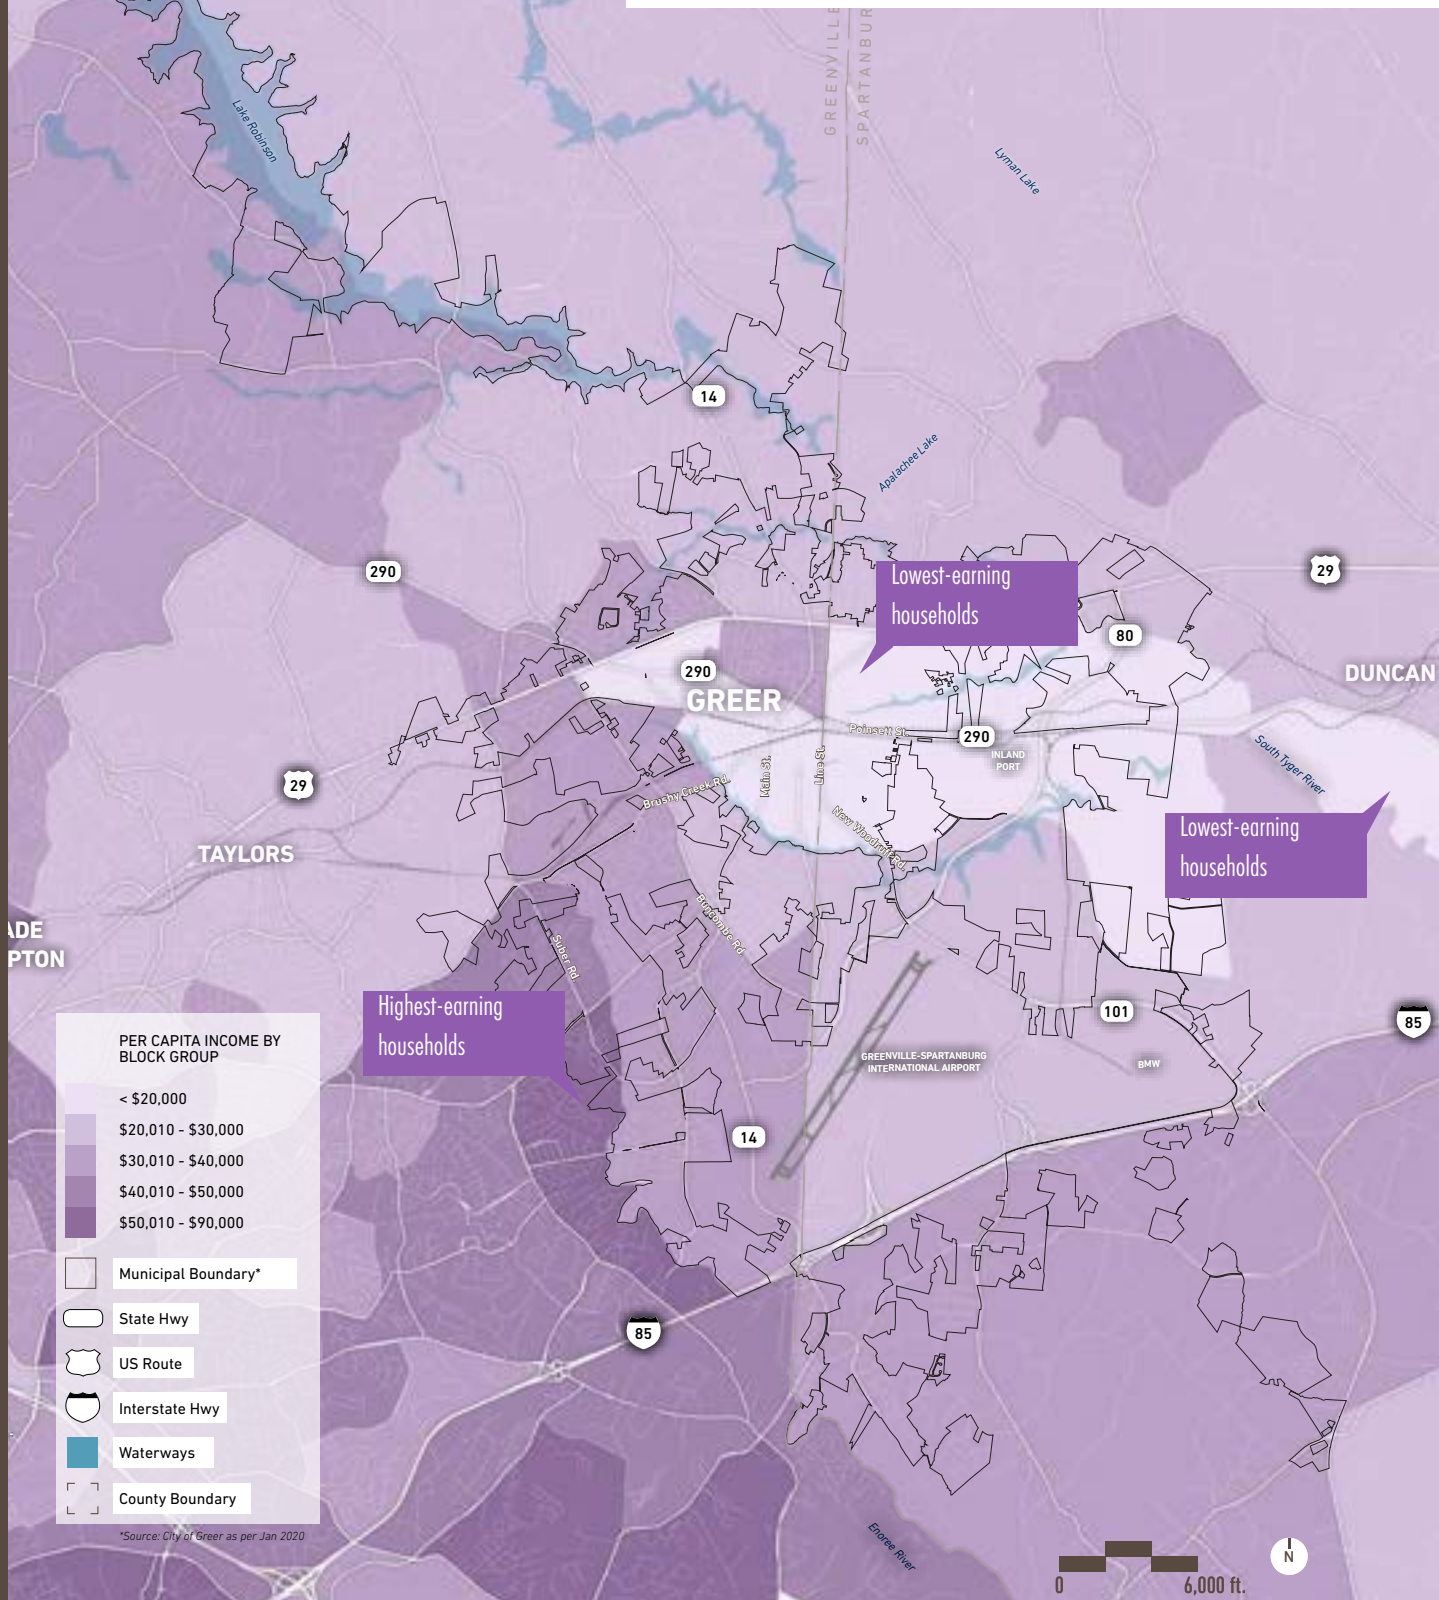 GREENVILLE
SPARTANBUR
Lake Robinson
Lyman Lake
14
Apalachee Lake
290
29
Lowest-earning
households
80
290
GREER
DUNCAN
Poinsett St.
290
INLAND
PORT
South Tyger River
29
Main St.
Line St.
Brushy Creek Rd.
New Woodruff Rd.
Lowest-earning
households
TAYLORS
ADE
PTON
Buncombe Rd.
Suber Rd.
Highest-earning
households
101
85
GREENVILLE-SPARTANBURG
INTERNATIONAL AIRPORT
BMW
14
85
PER CAPITA INCOME BY
BLOCK GROUP
< $20,000
$20,010 - $30,000
$30,010 - $40,000
$40,010 - $50,000
$50,010 - $90,000
Municipal Boundary*
State Hwy
US Route
Interstate Hwy
Waterways
County Boundary
*Source: City of Greer as per Jan 2020
Enoree River
N
0 6,000 ft.